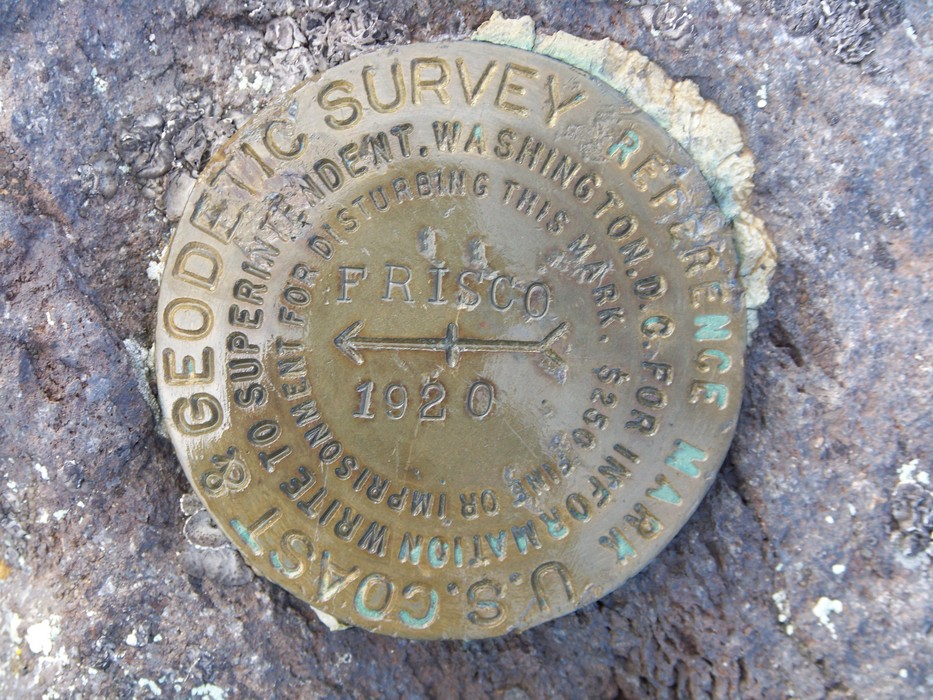 U.S. COAST & GEODETIC SURVEY REFERENCE MARK
WRITE TO SUPERINTENDENT, WASHINGTON, D.C. FOR INFORMATION
$250 FINE OR IMPRISONMENT FOR DISTURBING THIS MARK.
FRISCO
1920